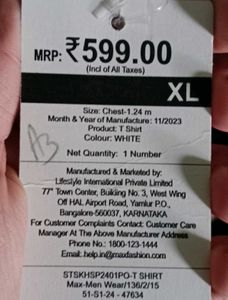 MRP: ₹599.00
(Incl of All Taxes)
XL
Size: Chest-1.24 m
Month & Year of Manufacture: 11/2023
Product: T Shirt
Colour: WHITE
Net Quantity: 1 Number
Manufactured & Marketed by:
Lifestyle International Private Limited
77° Town Center, Building No. 3, West Wing
Off HAL Airport Road, Yamlur P.O.
Bangalore-560037, KARNATAKA
For Customer Complaints Contact: Customer Care
Manager At The Above Manufacturer Address
Phone No.: 1800-123-1444
Email: help.in@maxfashion.com
STSKHSP2401PO-T SHIRT
Max-Men Wear/136/2/15
51-S1-24 - 47634